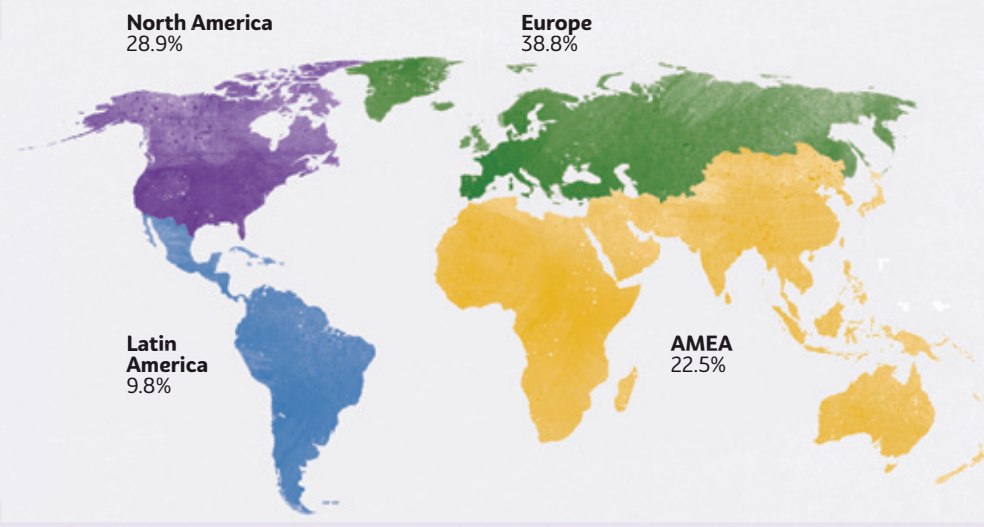 North America
28.9%
Europe
38.8%
Latin
America
9.8%
AMEA
22.5%